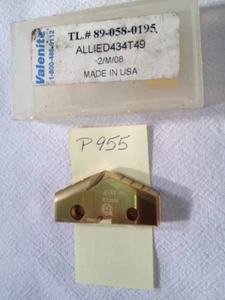 Valenite
TL.# 89-058-0195
ALLIED434T49
2/M/08
MADE IN USA
P955